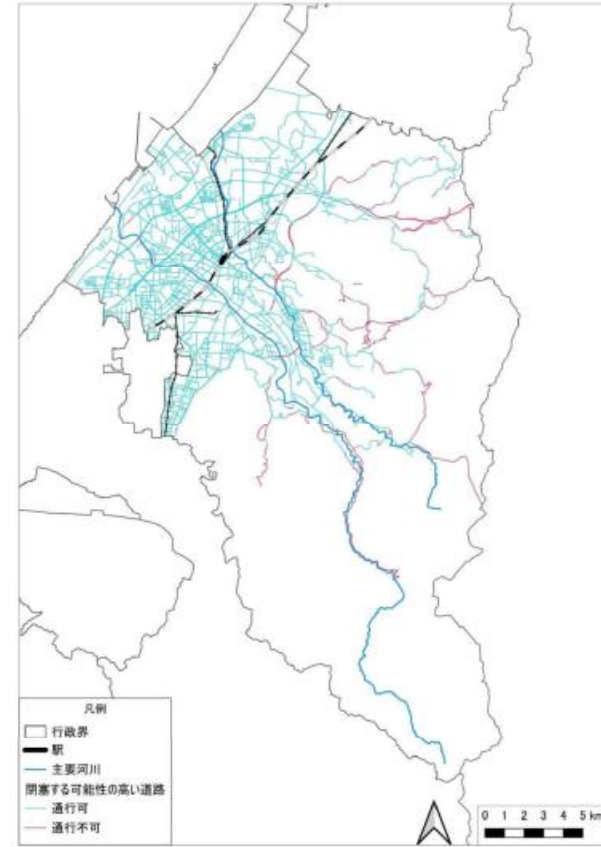 凡例
行政界
駅
主要河川
閉塞する可能性の高い道路
通行可
通行不可
0 1 2 3 4 5 km